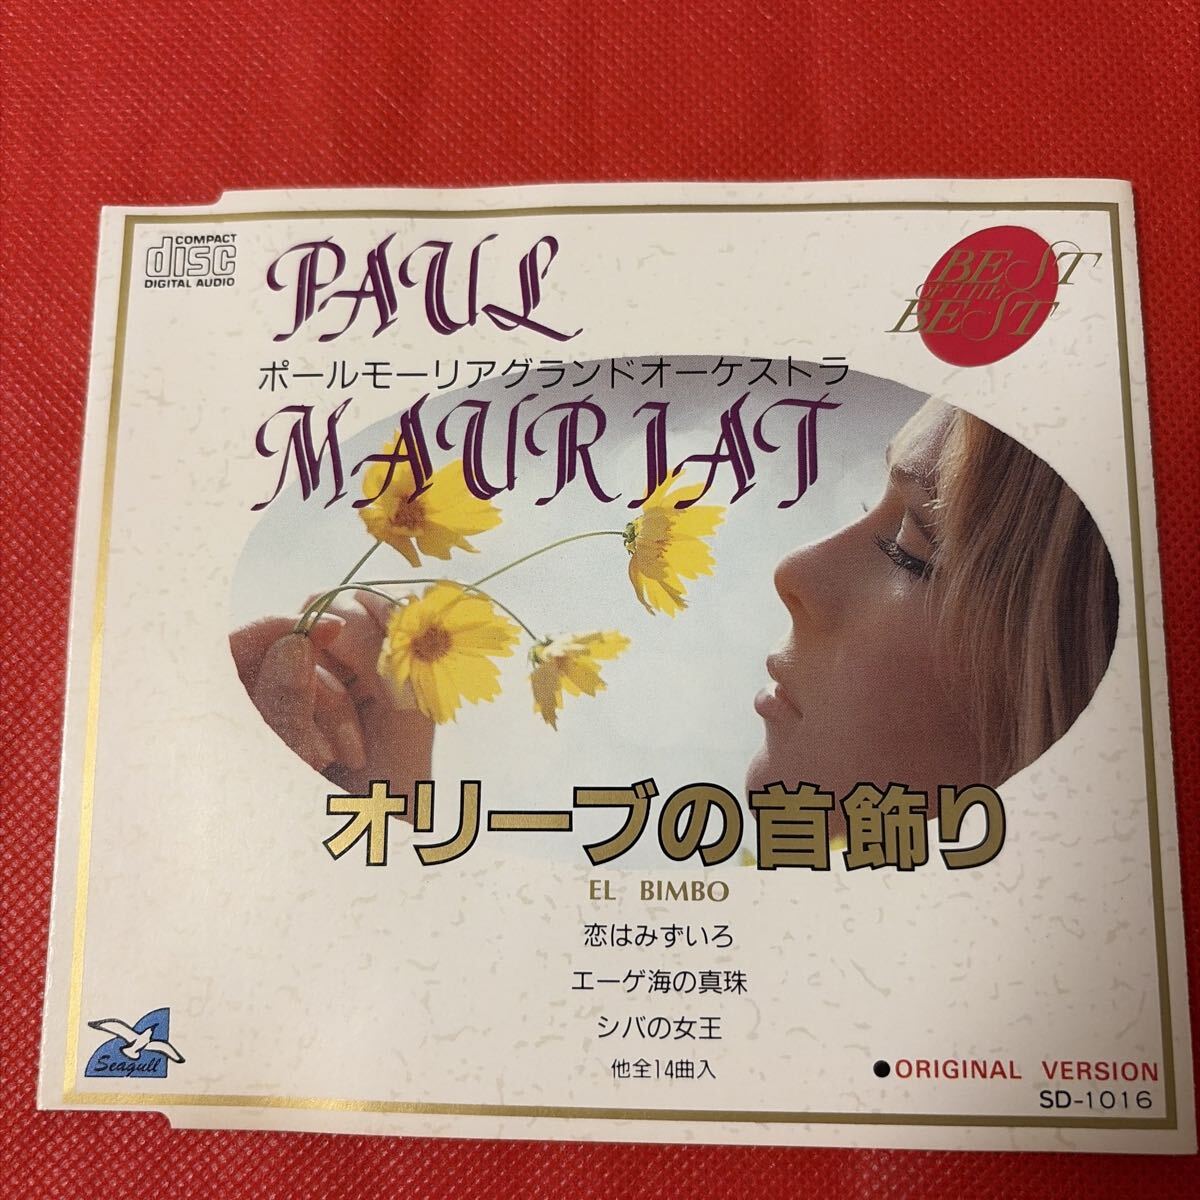 COMPACT
disc
DIGITAL AUDIO
PAUL
BEST
OF THE
BEST
ポールモーリアグランドオーケストラ
MAURIAT
オリーブの首飾り
EL BIMBO
恋はみずいろ
エーゲ海の真珠
シバの女王
他全14曲入
Seagull
●ORIGINAL VERSION
SD-1016